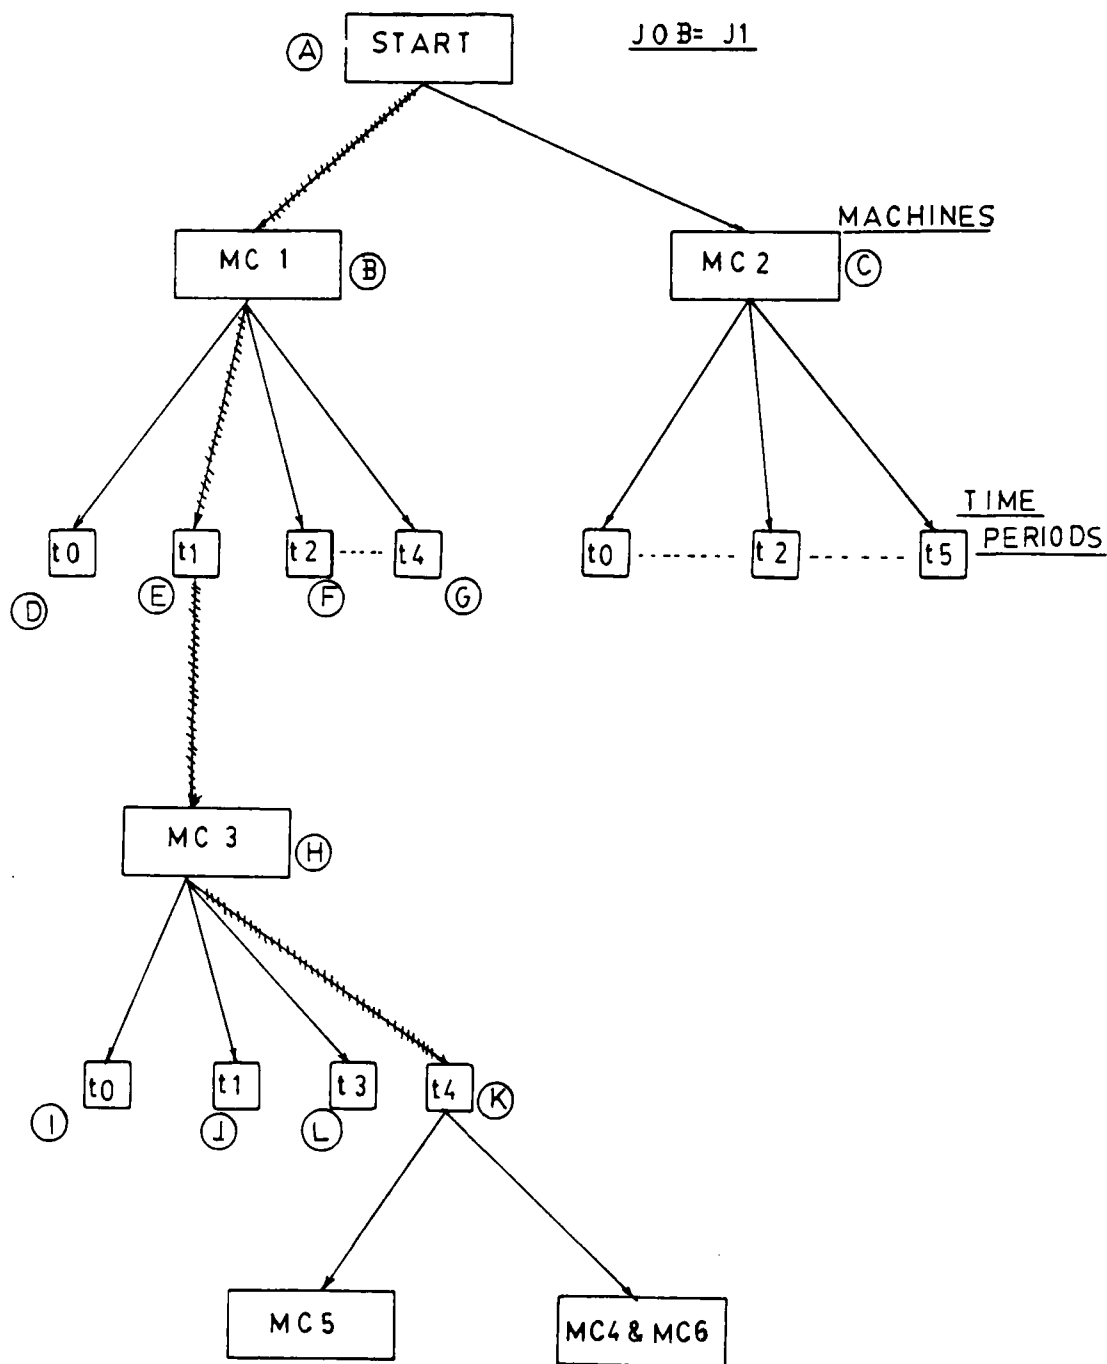 A START JOB= J1
MACHINES
MC 1 B MC 2 C
TIME
PERIODS
t0 t1 t2 t4 t0 t2 t5
D E F G
MC 3 H
t0 t1 t3 t4 K
I J L
MC5 MC4 & MC6